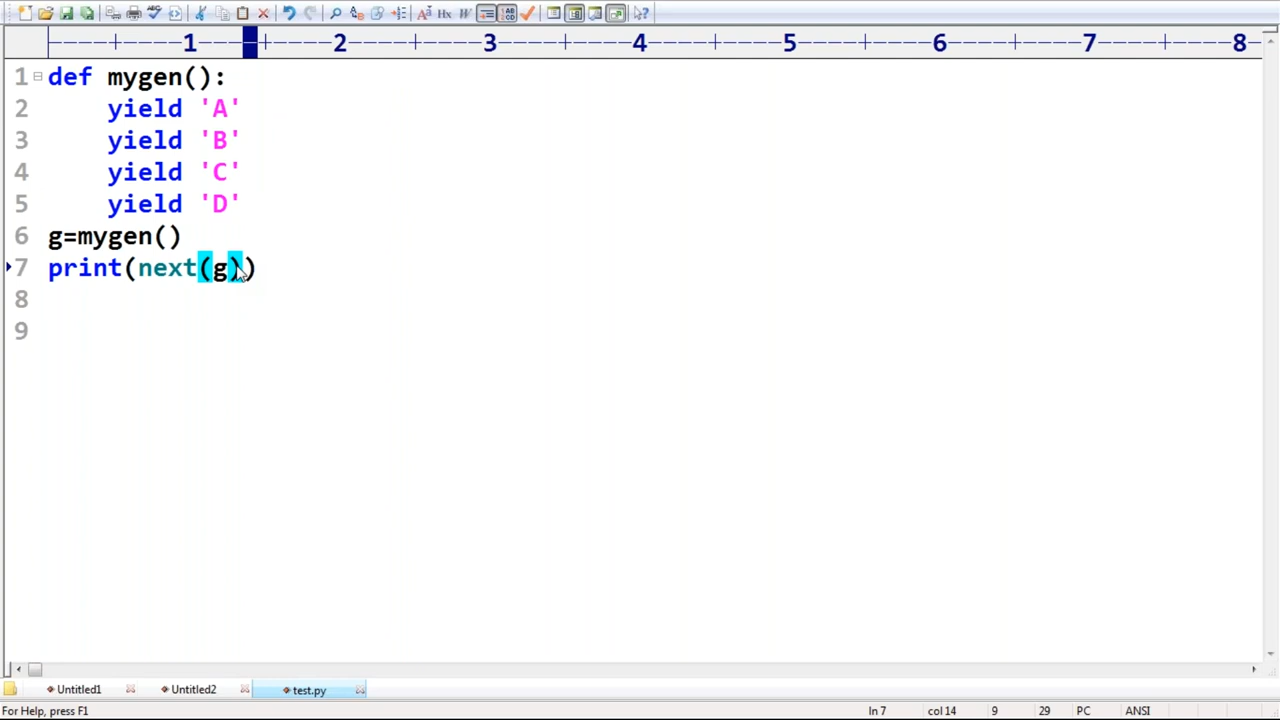 1 2 3 4 5 6 7 8
1 def mygen():
2 yield 'A'
3 yield 'B'
4 yield 'C'
5 yield 'D'
6 g=mygen()
7 print(next(g))
8
9
Untitled1 Untitled2 test.py
For Help, press F1 ln 7 col 14 9 29 PC ANSI